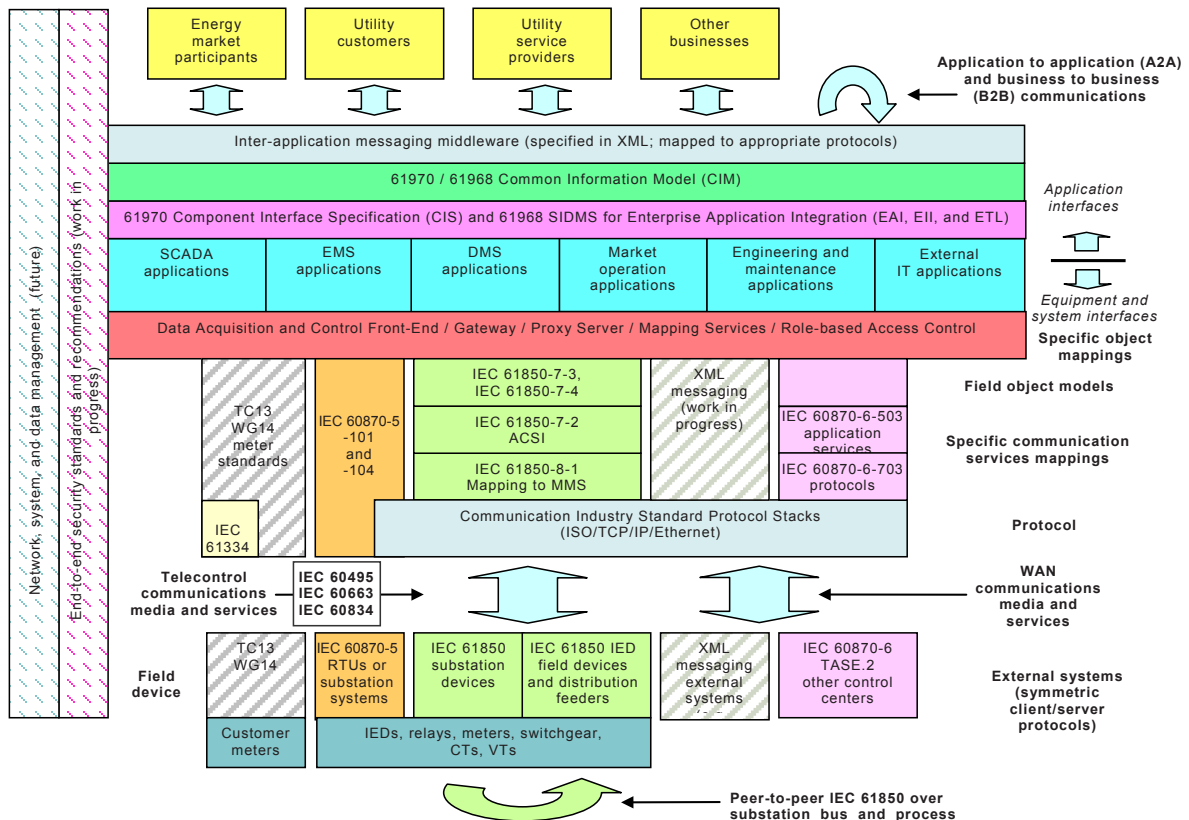 Energy
market
participants
Utility
customers
Utility
service
providers
Other
businesses
Application to application (A2A)
and business to business
(B2B) communications
Inter-application messaging middleware (specified in XML; mapped to appropriate protocols)
61970 / 61968 Common Information Model (CIM)
61970 Component Interface Specification (CIS) and 61968 SIDMS for Enterprise Application Integration (EAI, EII, and ETL)
Application
interfaces
SCADA
applications
EMS
applications
DMS
applications
Market
operation
applications
Engineering and
maintenance
applications
External
IT applications
Equipment and
system interfaces
Data Acquisition and Control Front-End / Gateway / Proxy Server / Mapping Services / Role-based Access Control
Specific object
mappings
Network, system, and data management (future)
End-to-end security standards and recommendations (work in
progress)
TC13
WG14
meter
standards
IEC
61334
IEC 60870-5
-101
and
-104
IEC 61850-7-3,
IEC 61850-7-4
IEC 61850-7-2
ACSI
IEC 61850-8-1
Mapping to MMS
XML
messaging
(work in
progress)
IEC 60870-6-503
application
services
IEC 60870-6-703
protocols
Field object models
Specific communication
services mappings
Communication Industry Standard Protocol Stacks
(ISO/TCP/IP/Ethernet)
Protocol
Telecontrol
communications
media and services
IEC 60495
IEC 60663
IEC 60834
WAN
communications
media and
services
Field
device
TC13
WG14
IEC 60870-5
RTUs or
substation
systems
IEC 61850
substation
devices
IEC 61850 IED
field devices
and distribution
feeders
XML
messaging
external
systems
IEC 60870-6
TASE.2
other control
centers
External systems
(symmetric
client/server
protocols)
Customer
meters
IEDs, relays, meters, switchgear,
CTs, VTs
Peer-to-peer IEC 61850 over
substation bus and process